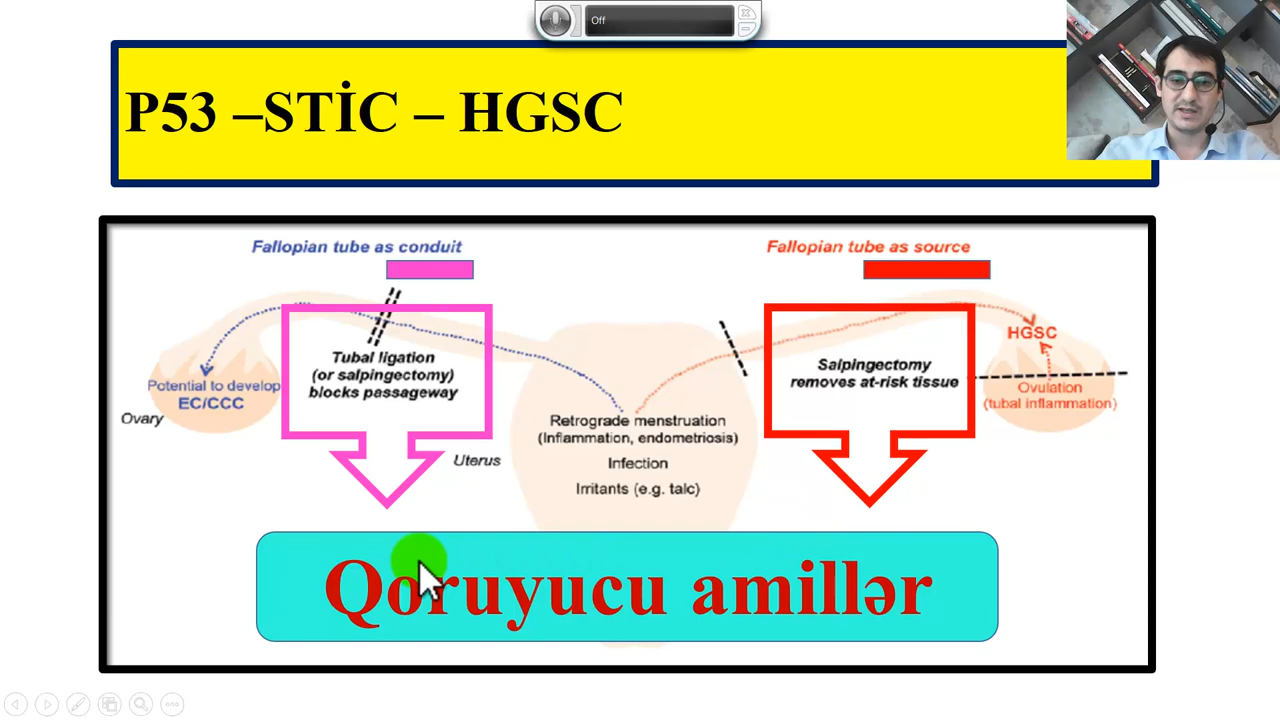 Off
P53 –STİC – HGSC
Fallopian tube as conduit
Fallopian tube as source
Tubal ligation
(or salpingectomy)
blocks passageway
Salpingectomy
removes at-risk tissue
HGSC
Potential to develop
EC/CCC
Ovulation
(tubal inflammation)
Ovary
Retrograde menstruation
(Inflammation, endometriosis)
Uterus
Infection
Irritants (e.g. talc)
Qoruyucu amillər